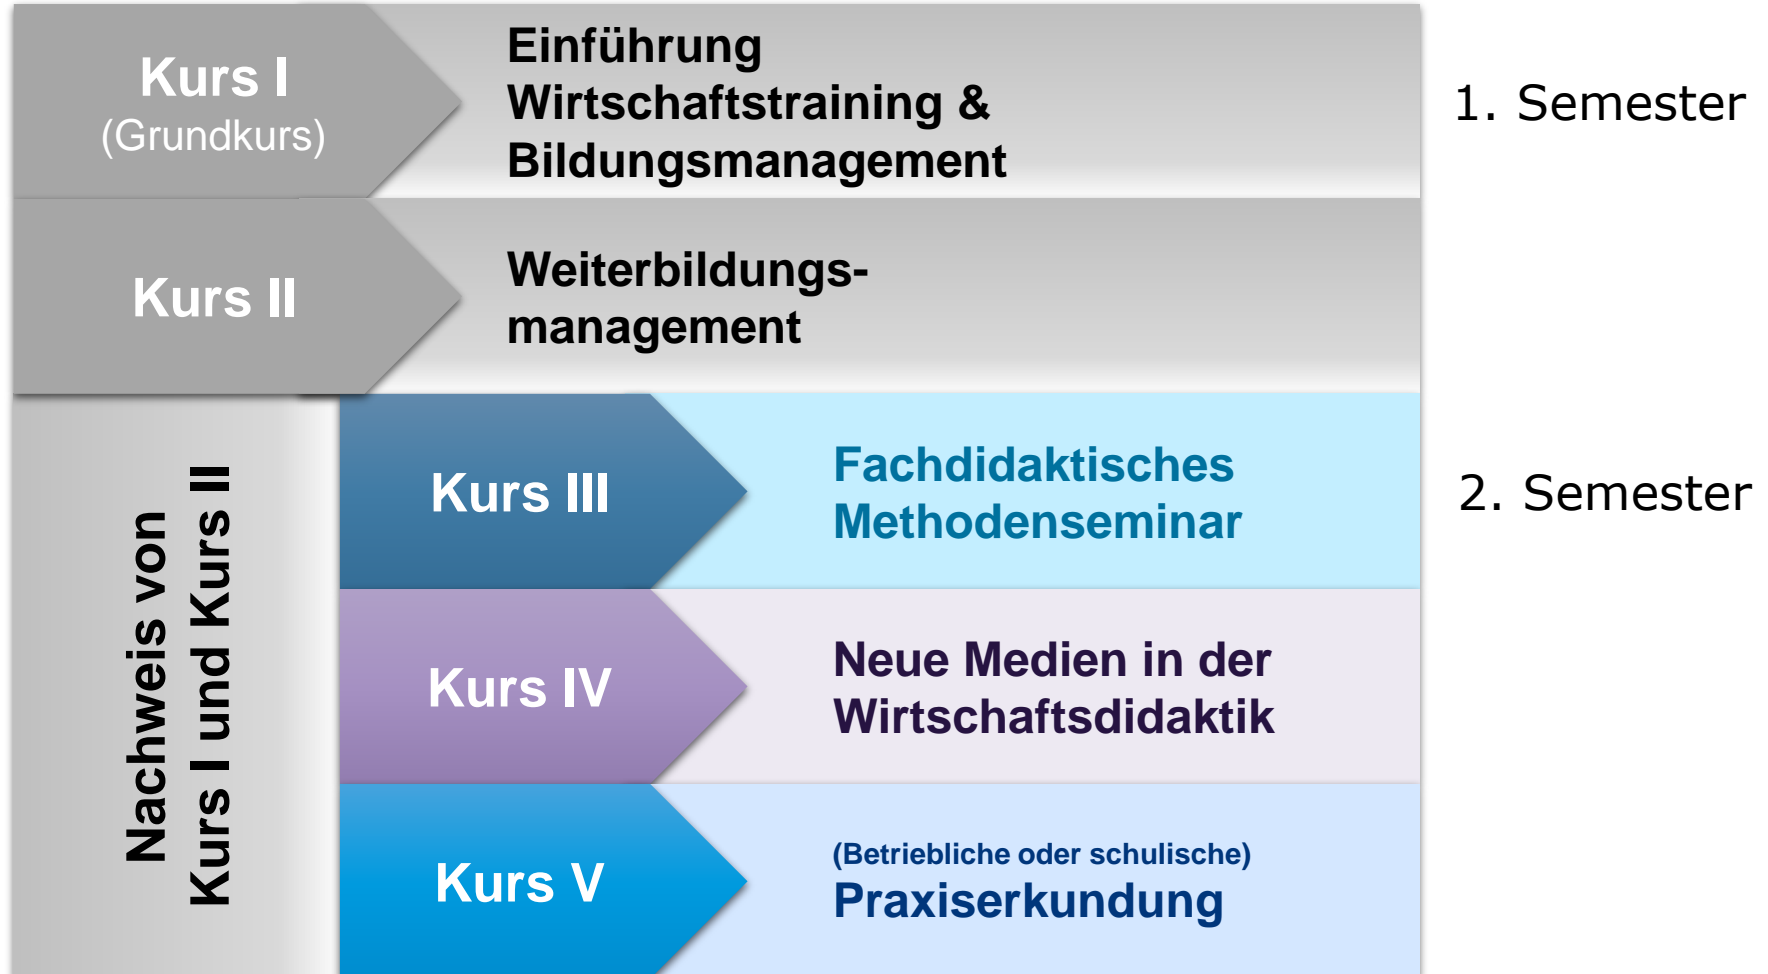 Kurs I
(Grundkurs)
Einführung
Wirtschaftstraining &
Bildungsmanagement
1. Semester
Kurs II
Weiterbildungs-
management
Nachweis von
Kurs I und Kurs II
Kurs III
Fachdidaktisches
Methodenseminar
2. Semester
Kurs IV
Neue Medien in der
Wirtschaftsdidaktik
Kurs V
(Betriebliche oder schulische)
Praxiserkundung